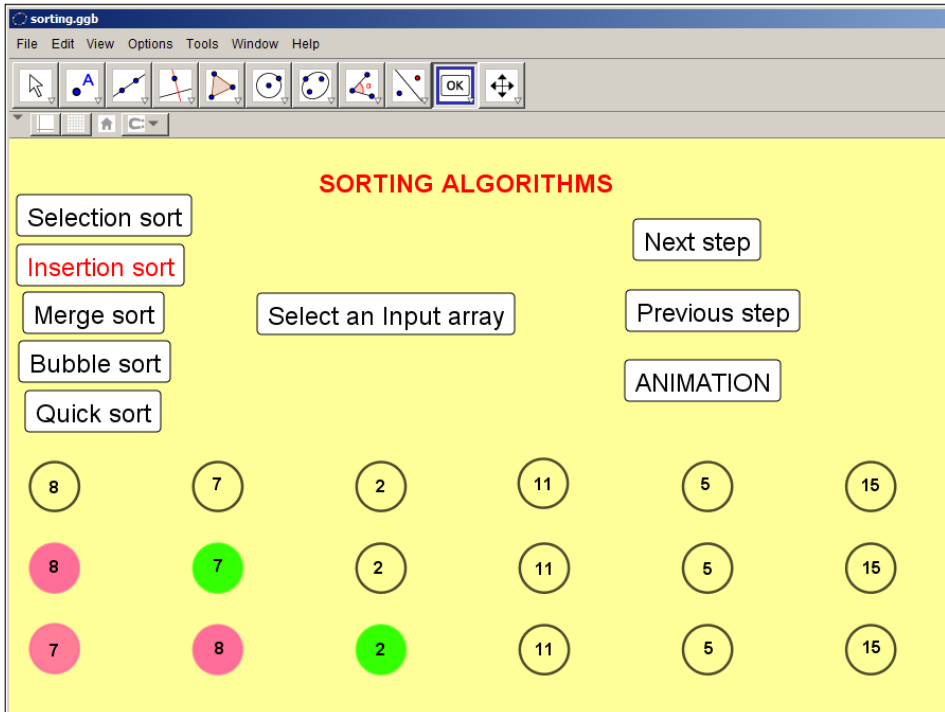 sorting.ggb
File Edit View Options Tools Window Help
A α OK
SORTING ALGORITHMS
Selection sort
Insertion sort
Merge sort
Bubble sort
Quick sort
Select an Input array
Next step
Previous step
ANIMATION
8 7 2 11 5 15
8 7 2 11 5 15
7 8 2 11 5 15